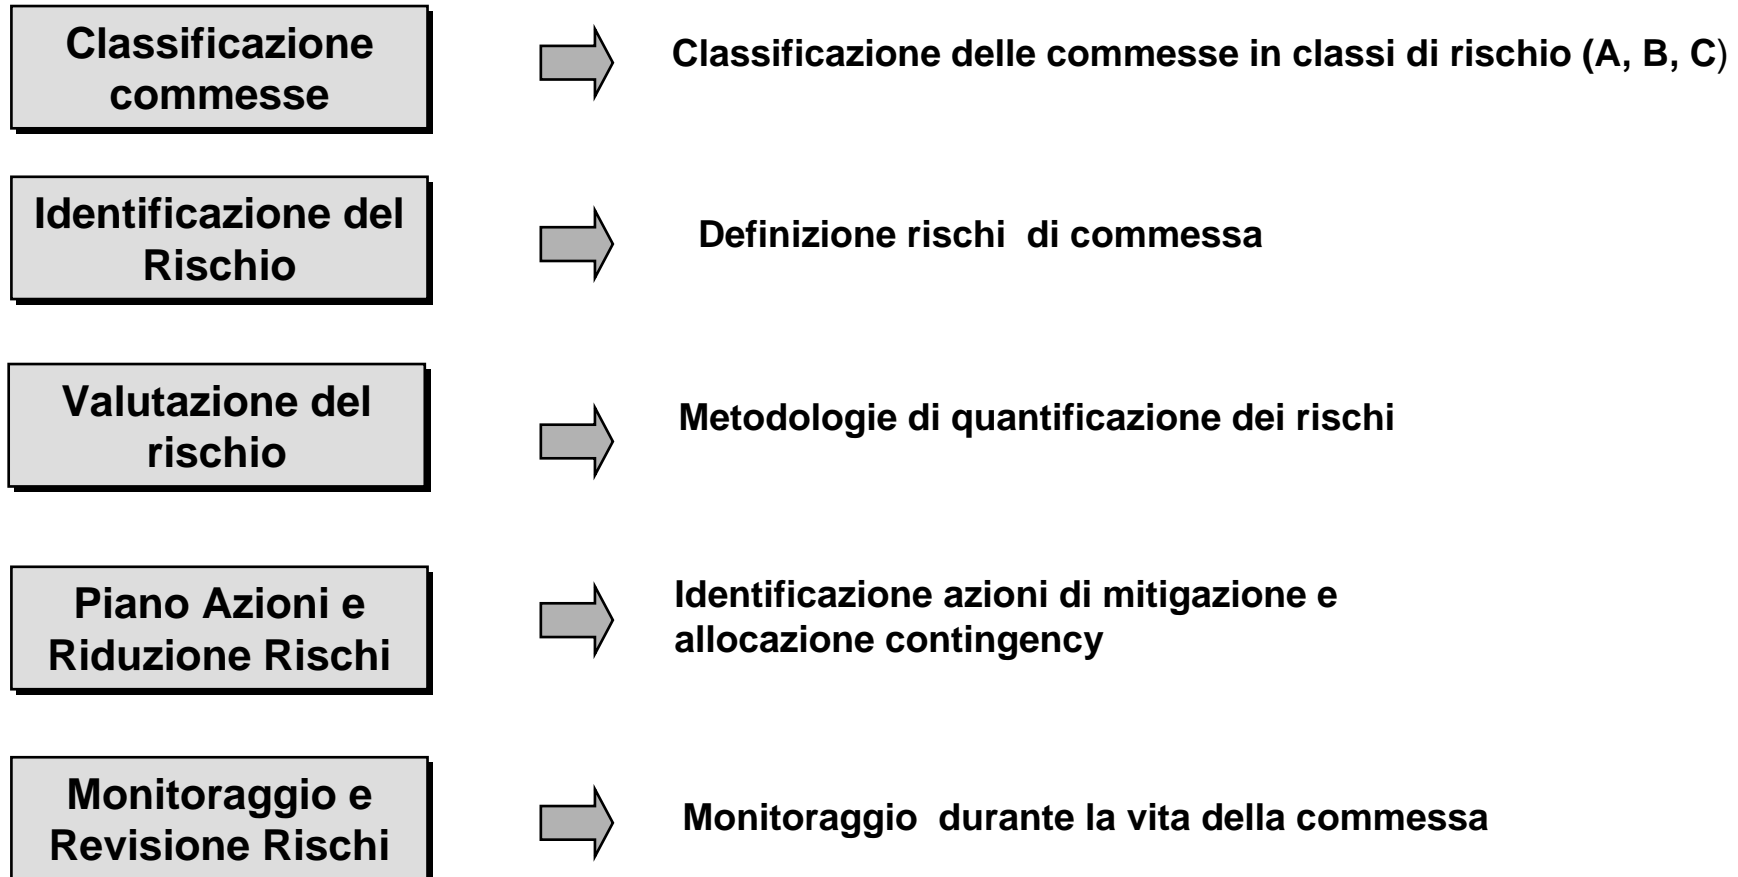 Classificazione
commesse
Classificazione delle commesse in classi di rischio (A, B, C)
Identificazione del
Rischio
Definizione rischi di commessa
Valutazione del
rischio
Metodologie di quantificazione dei rischi
Piano Azioni e
Riduzione Rischi
Identificazione azioni di mitigazione e
allocazione contingency
Monitoraggio e
Revisione Rischi
Monitoraggio durante la vita della commessa